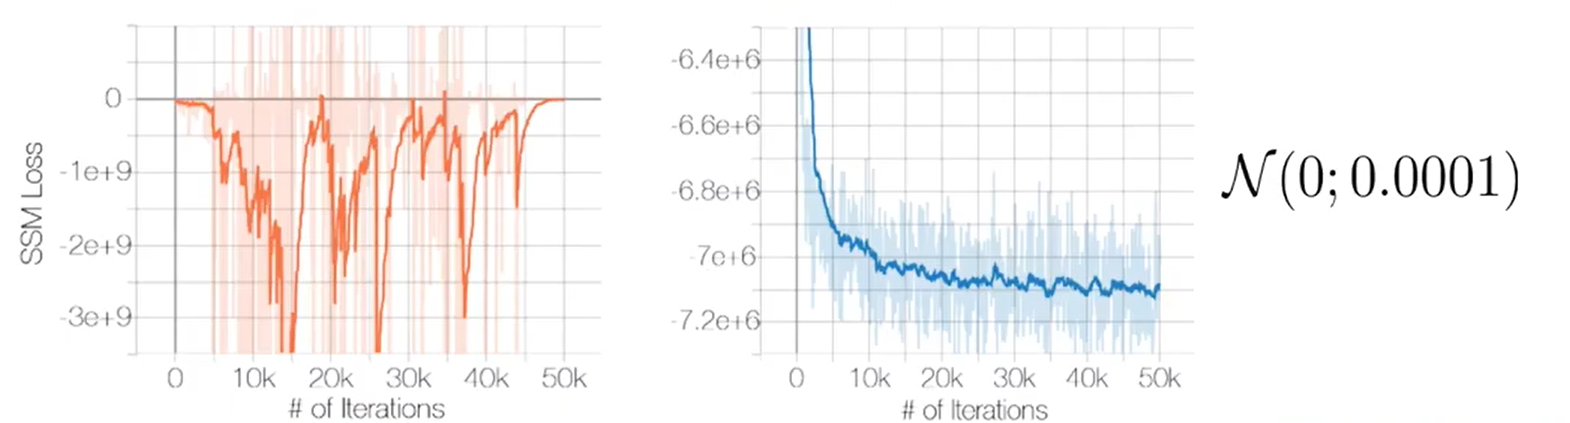 SSM Loss
0
-1e+9
-2e+9
-3e+9
0 10k 20k 30k 40k 50k
# of Iterations
-6.4e+6
-6.6e+6
-6.8e+6
-7e+6
-7.2e+6
0 10k 20k 30k 40k 50k
# of Iterations
𝒩(0; 0.0001)